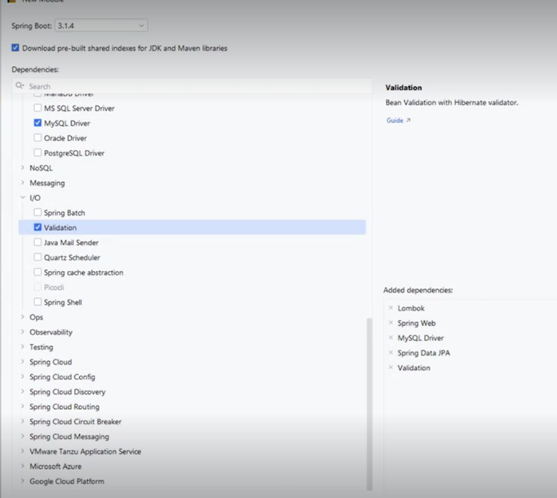 New Module
Spring Boot: 3.1.4
Download pre-built shared indexes for JDK and Maven libraries
Dependencies:
Search
MariaDB Driver
MS SQL Server Driver
MySQL Driver
Oracle Driver
PostgreSQL Driver
NoSQL
Messaging
I/O
Spring Batch
Validation
Java Mail Sender
Quartz Scheduler
Spring cache abstraction
Picocli
Spring Shell
Ops
Observability
Testing
Spring Cloud
Spring Cloud Config
Spring Cloud Discovery
Spring Cloud Routing
Spring Cloud Circuit Breaker
Spring Cloud Messaging
VMware Tanzu Application Service
Microsoft Azure
Google Cloud Platform
Validation
Bean Validation with Hibernate validator.
Guide ↗
Added dependencies:
× Lombok
× Spring Web
× MySQL Driver
× Spring Data JPA
× Validation